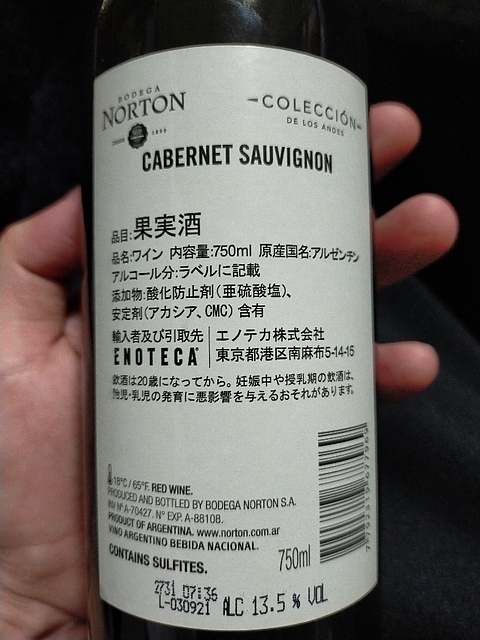 BODEGA
NORTON
DESDE 1895
COLECCIÓN
DE LOS ANDES
CABERNET SAUVIGNON
品目:果実酒
品名:ワイン 内容量:750ml 原産国名:アルゼンチン
アルコール分:ラベルに記載
添加物:酸化防止剤(亜硫酸塩)、
安定剤(アカシア、CMC) 含有
輸入者及び引取先 エノテカ株式会社
ENOTECA 東京都港区南麻布5-14-15
飲酒は20歳になってから。妊娠中や授乳期の飲酒は、
胎児・乳児の発育に悪影響を与えるおそれがあります。
18°C / 65°F. RED WINE.
PRODUCED AND BOTTLED BY BODEGA NORTON S.A.
INV Nº A-70427. Nº EXP. A-88108.
PRODUCT OF ARGENTINA. www.norton.com.ar
VINO ARGENTINO BEBIDA NACIONAL.
CONTAINS SULFITES.
750ml
2731 07:36
L-030921 ALC 13.5 % VOL